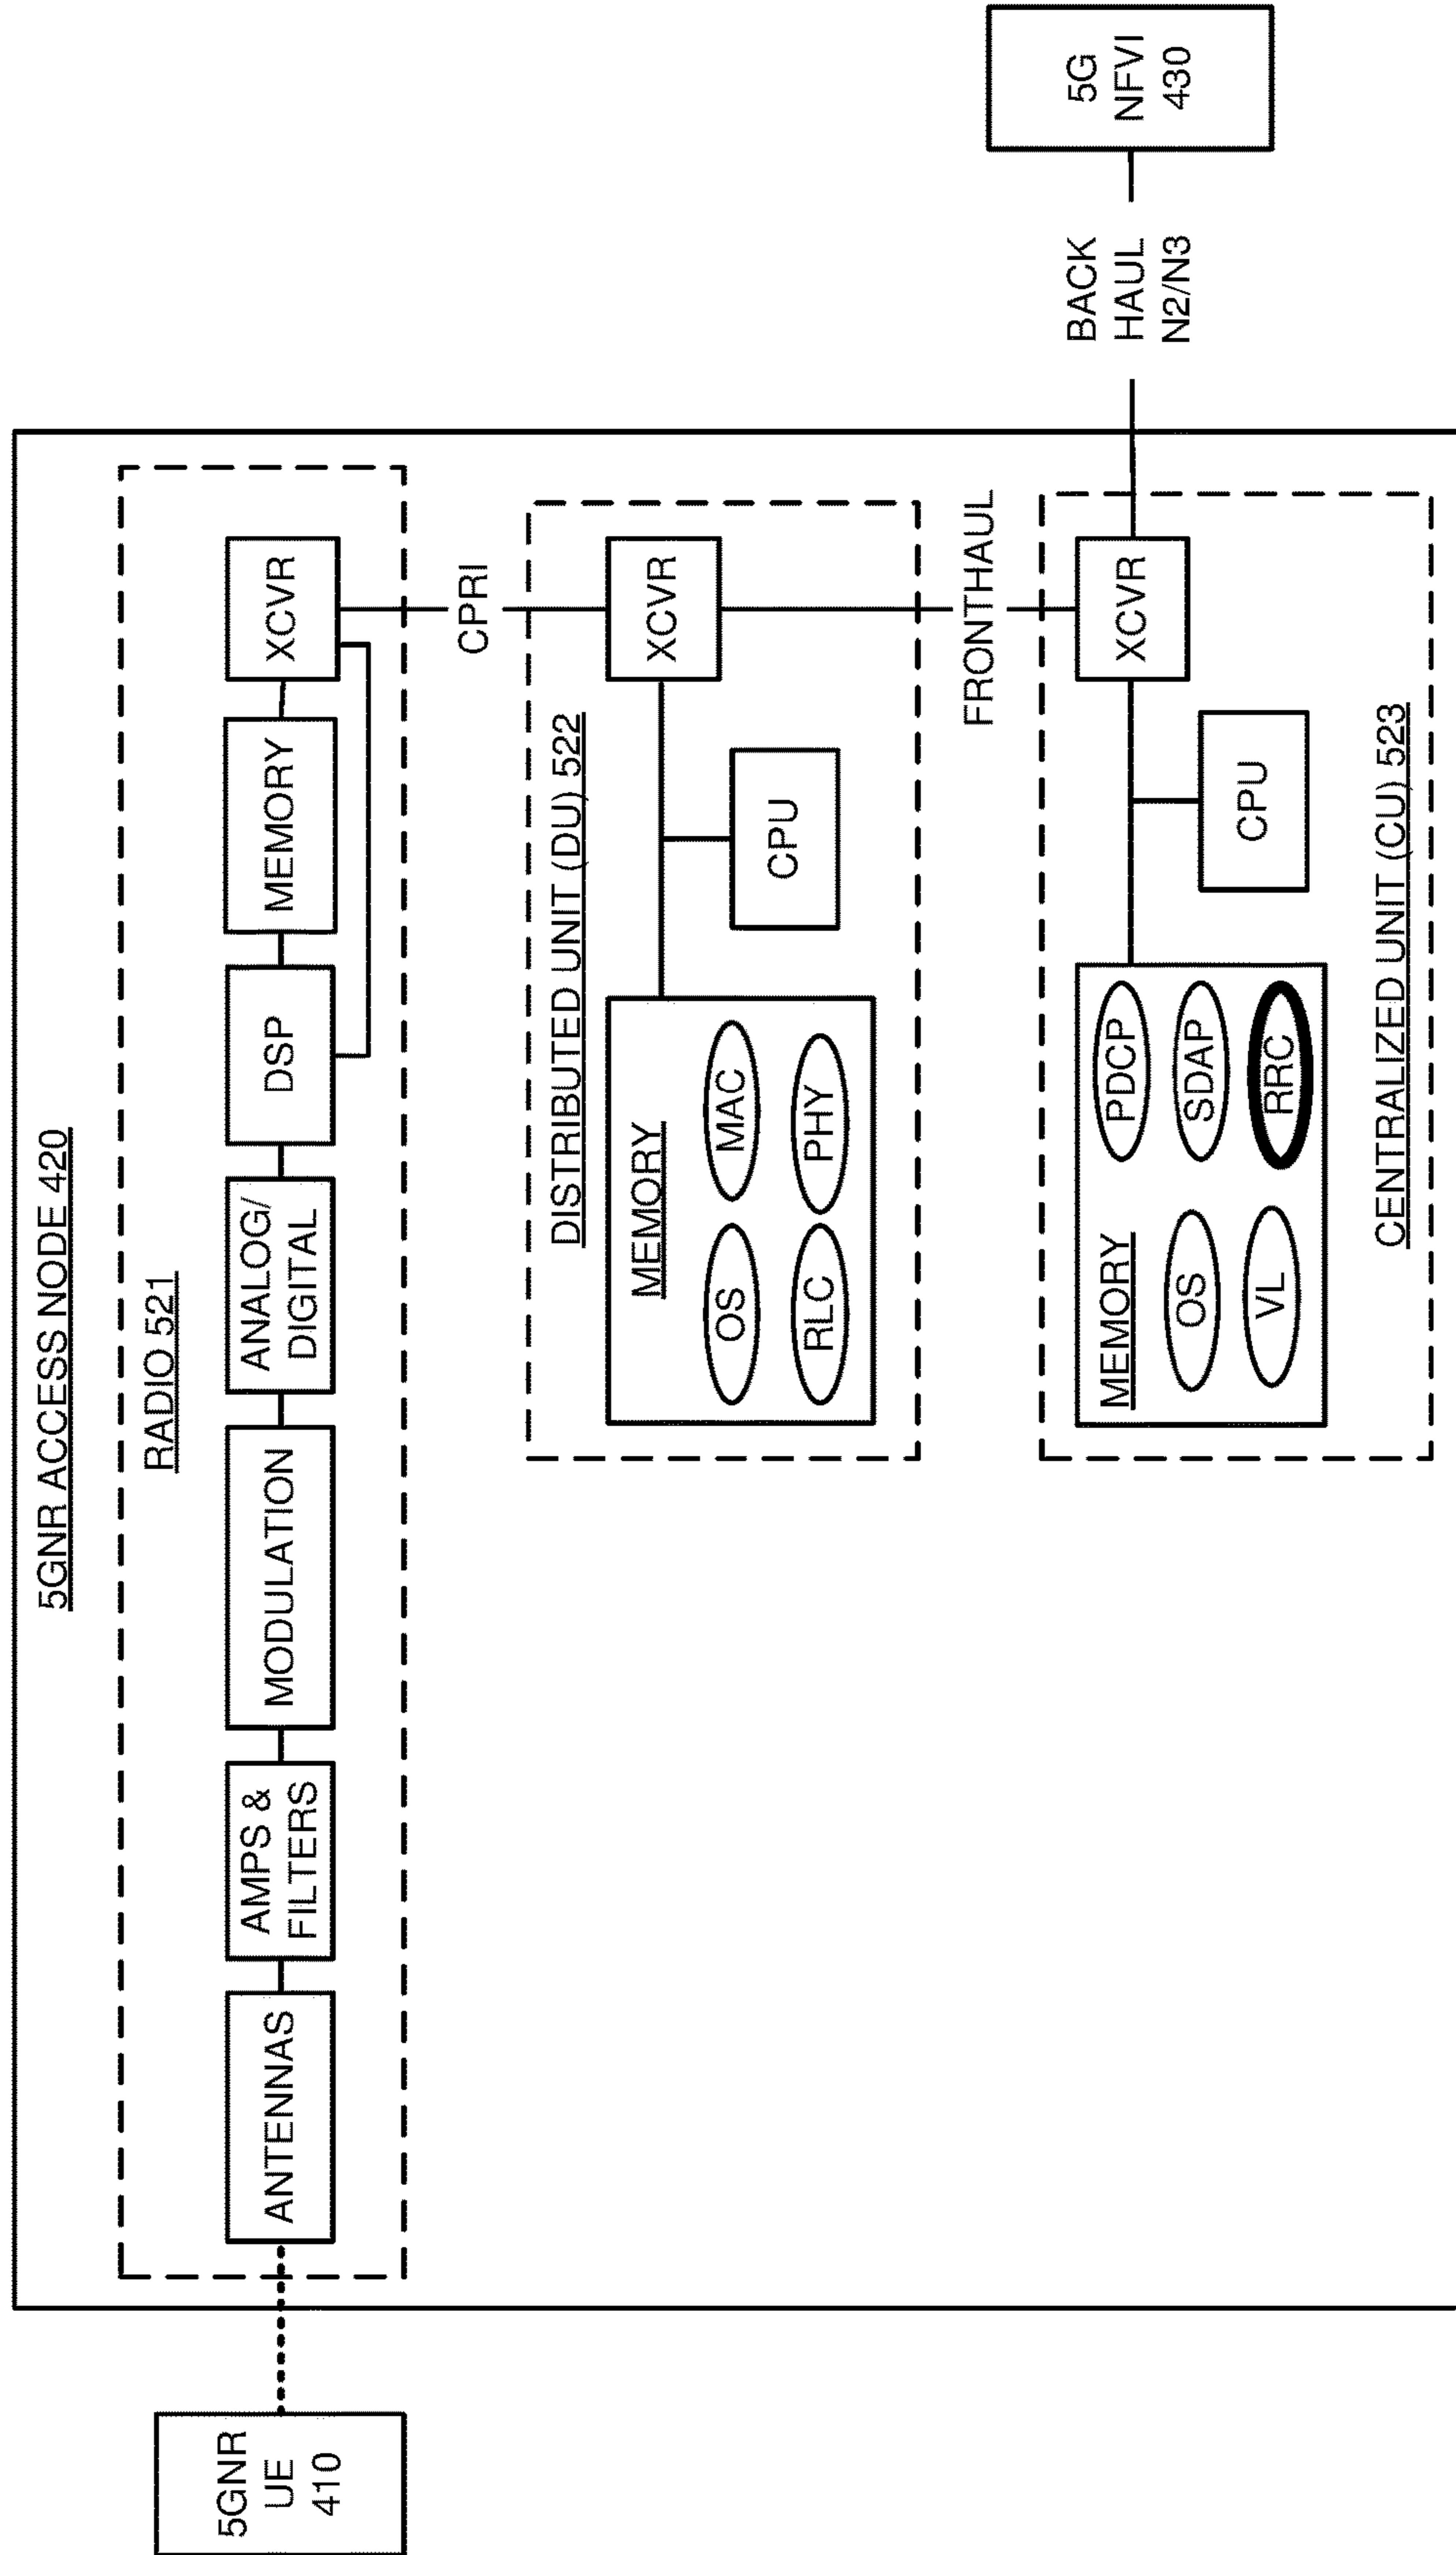 5GNR ACCESS NODE 420
RADIO 521
5GNR
UE
410
ANTENNAS
AMPS &
FILTERS
MODULATION
ANALOG/
DIGITAL
DSP
MEMORY
XCVR
CPRI
DISTRIBUTED UNIT (DU) 522
MEMORY
OS
MAC
RLC
PHY
CPU
XCVR
FRONTHAUL
MEMORY
OS
VL
PDCP
SDAP
RRC
CPU
XCVR
CENTRALIZED UNIT (CU) 523
BACK
HAUL
N2/N3
5G
NFVI
430